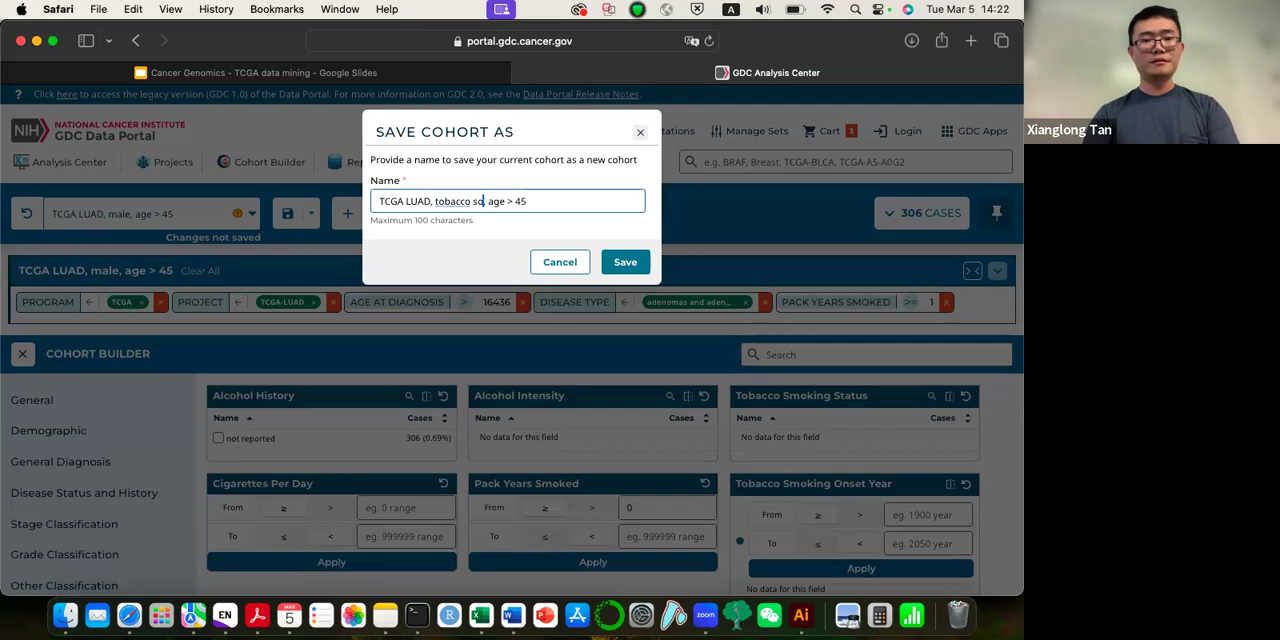 Safari File Edit View History Bookmarks Window Help A Tue Mar 5 14:22
portal.gdc.cancer.gov
Cancer Genomics - TCGA data mining - Google Slides
GDC Analysis Center
? Click here to access the legacy version (GDC 1.0) of the Data Portal. For more information on GDC 2.0, see the Data Portal Release Notes.
NIH NATIONAL CANCER INSTITUTE
GDC Data Portal
Manage Sets Cart 3 Login GDC Apps
Analysis Center Projects Cohort Builder
e.g. BRAF, Breast, TCGA-BLCA, TCGA-A5-A0G2
SAVE COHORT AS
Provide a name to save your current cohort as a new cohort
Name *
TCGA LUAD, tobacco so, age > 45
Maximum 100 characters
Cancel Save
TCGA LUAD, male, age > 45
Changes not saved
306 CASES
TCGA LUAD, male, age > 45 Clear All
PROGRAM TCGA PROJECT TCGA-LUAD AGE AT DIAGNOSIS > 16436 DISEASE TYPE adenomas and aden... PACK YEARS SMOKED >= 1
COHORT BUILDER
Search
General
Demographic
General Diagnosis
Disease Status and History
Stage Classification
Grade Classification
Other Classification
Alcohol History
Name Cases
not reported 306 (0.69%)
Alcohol Intensity
Name Cases
No data for this field
Tobacco Smoking Status
Name Cases
No data for this field
Cigarettes Per Day
From ≥ > eg. 0 range
To ≤ < eg. 999999 range
Apply
Pack Years Smoked
From ≥ > 0
To ≤ < eg. 999999 range
Apply
Tobacco Smoking Onset Year
From ≥ > eg. 1900 year
To ≤ < eg. 2050 year
Apply
No data for this field
MAR
5
EN
R
zoom
Ai
Xianglong Tan